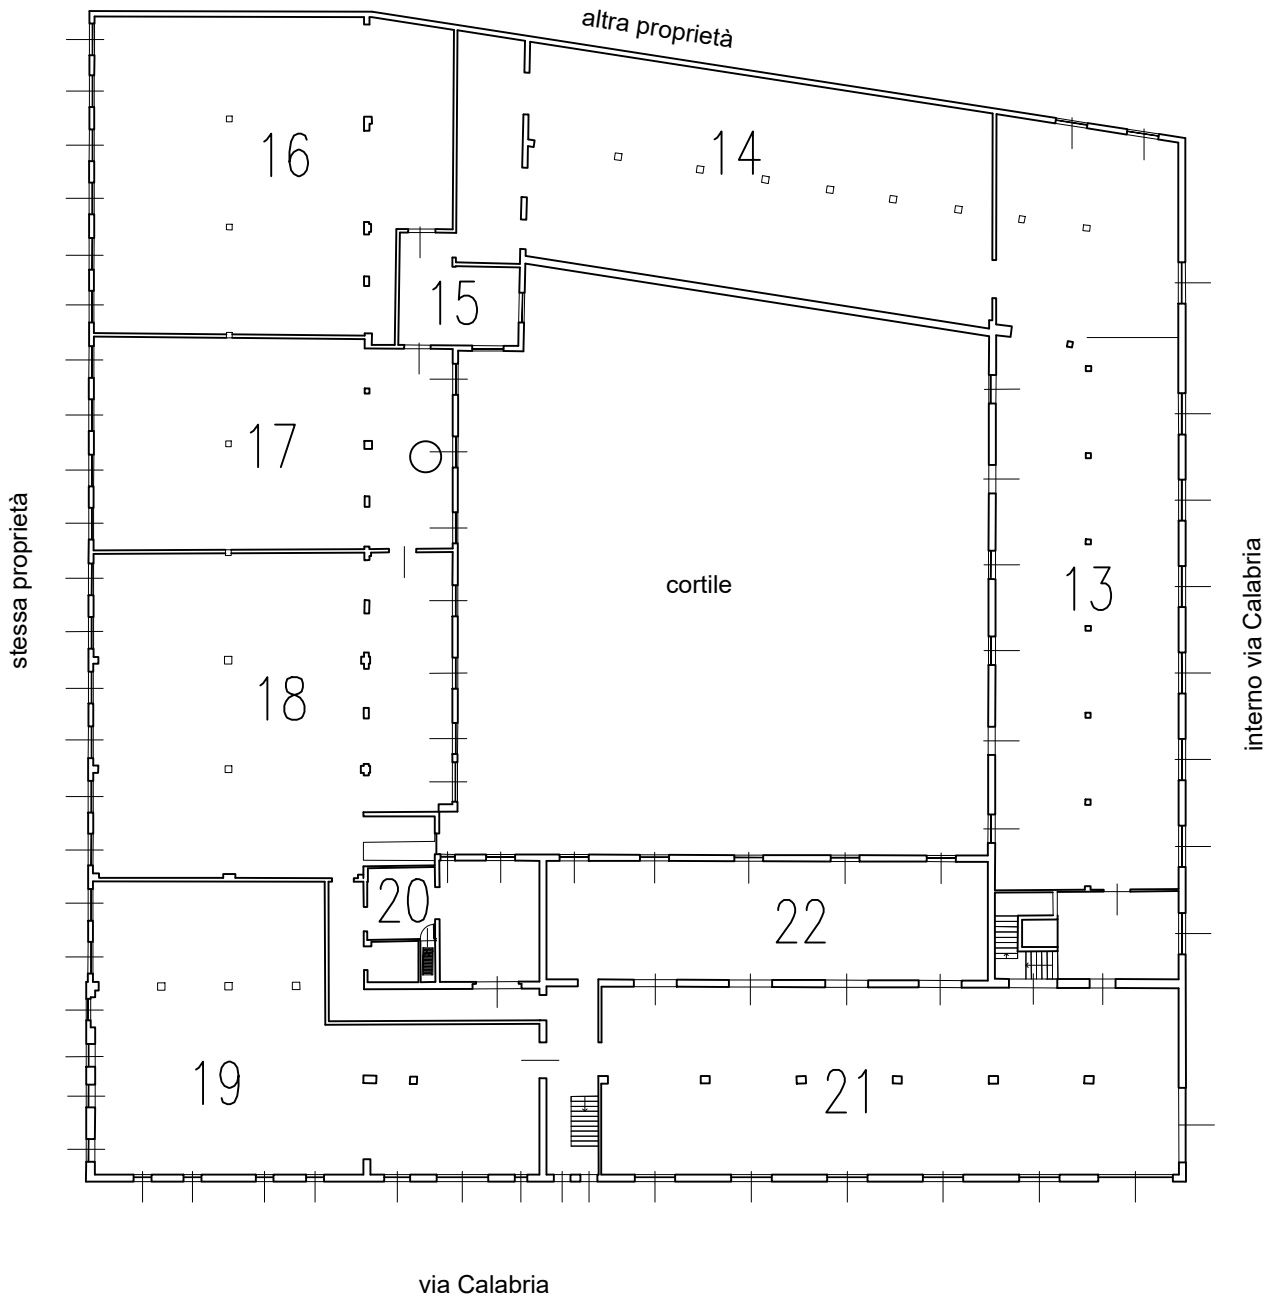 altra proprietà
16
14
15
17
stessa proprietà
cortile
interno via Calabria
13
18
20
22
19
21
via Calabria